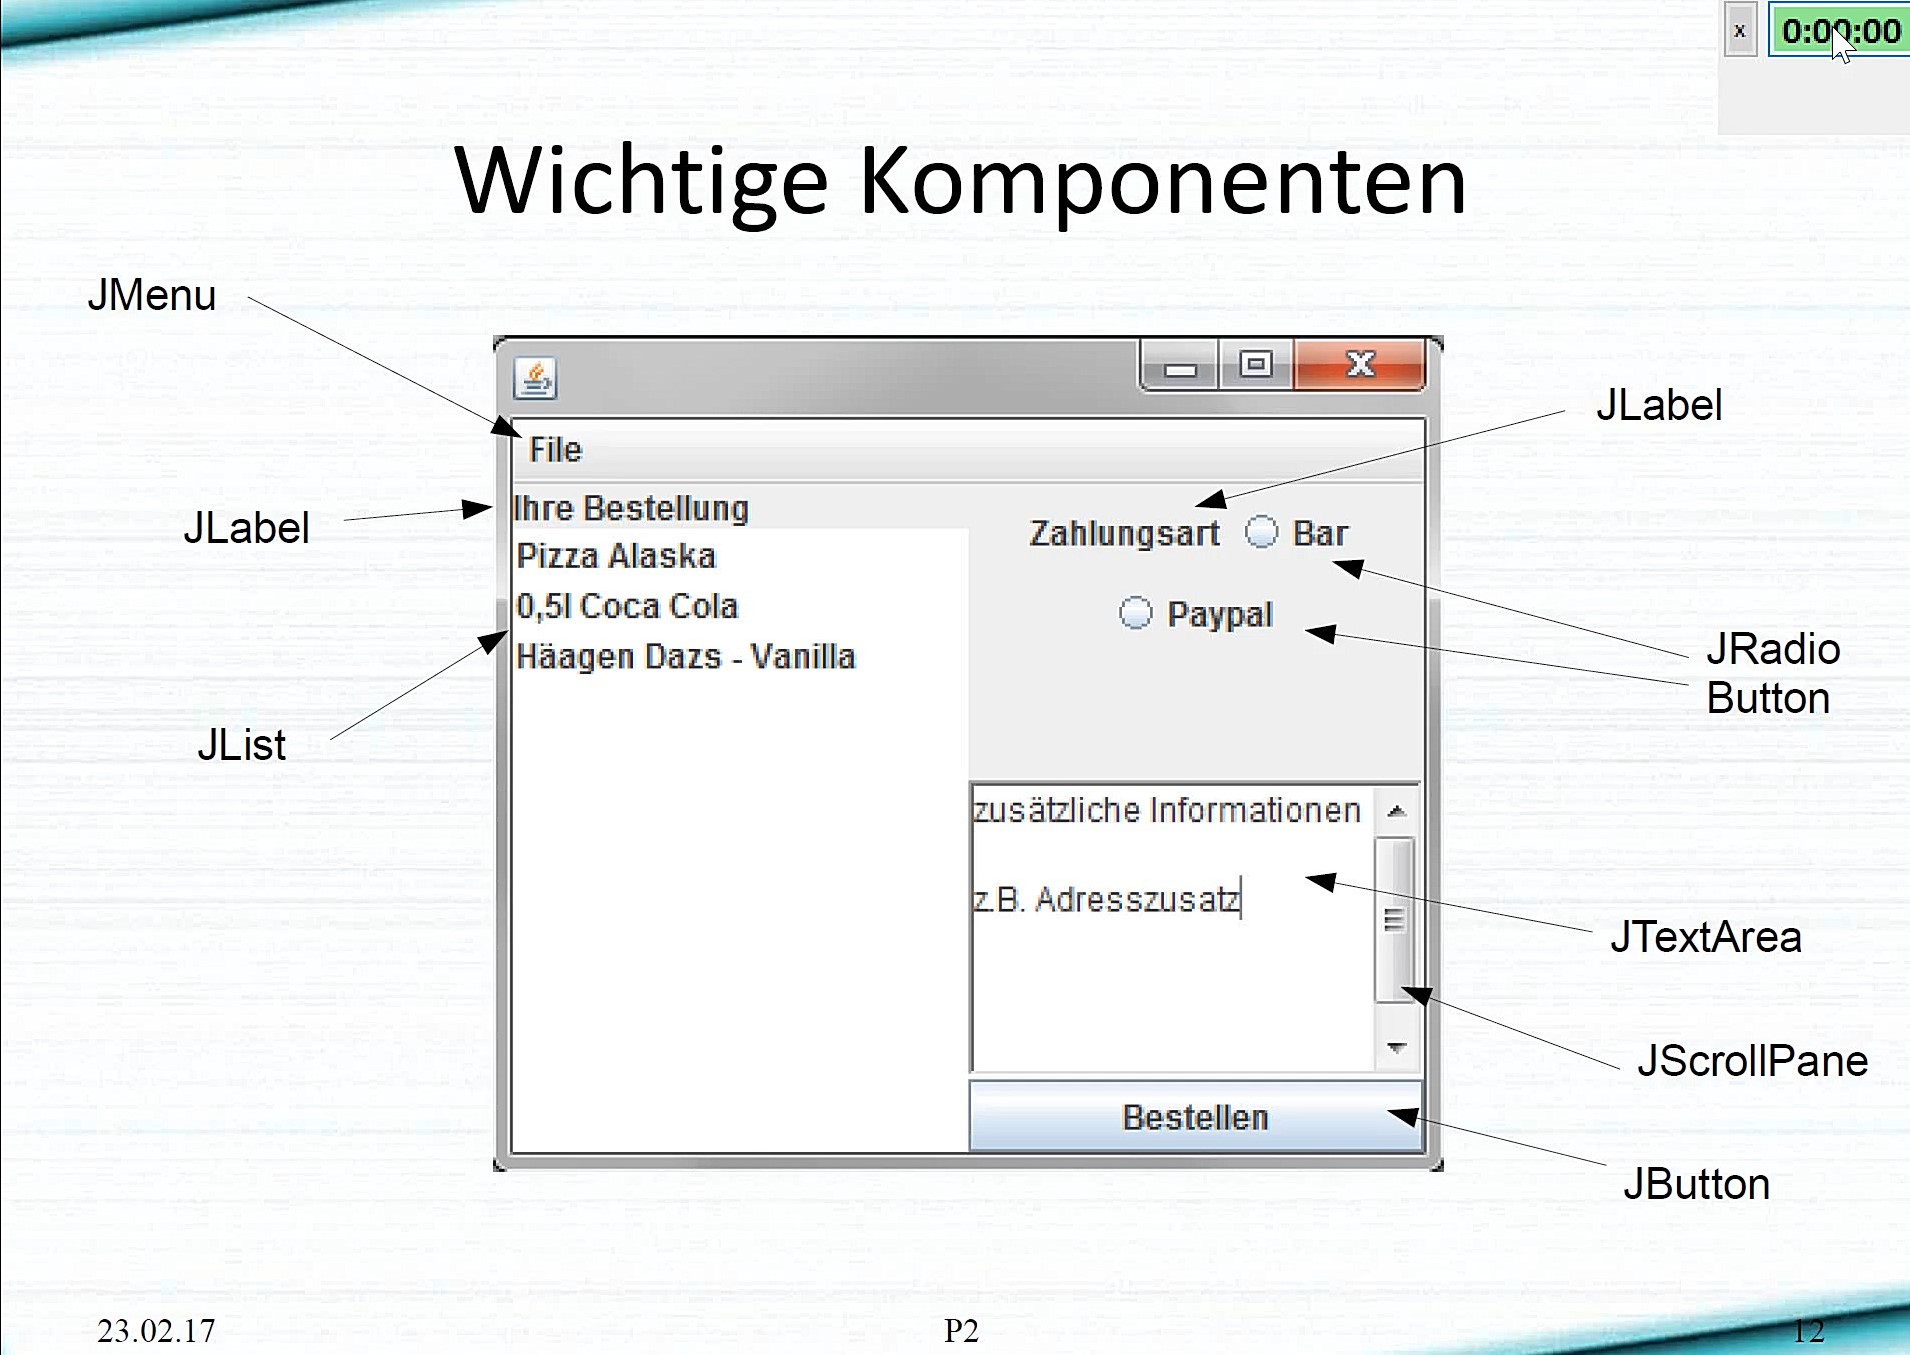 x 0:00:00
Wichtige Komponenten
JMenu
JLabel
File
JLabel
Ihre Bestellung
Zahlungsart Bar
Pizza Alaska
0,5l Coca Cola
Paypal
Häagen Dazs - Vanilla
JRadio
Button
JList
zusätzliche Informationen
z.B. Adresszusatz
JTextArea
JScrollPane
Bestellen
JButton
23.02.17 P2 12